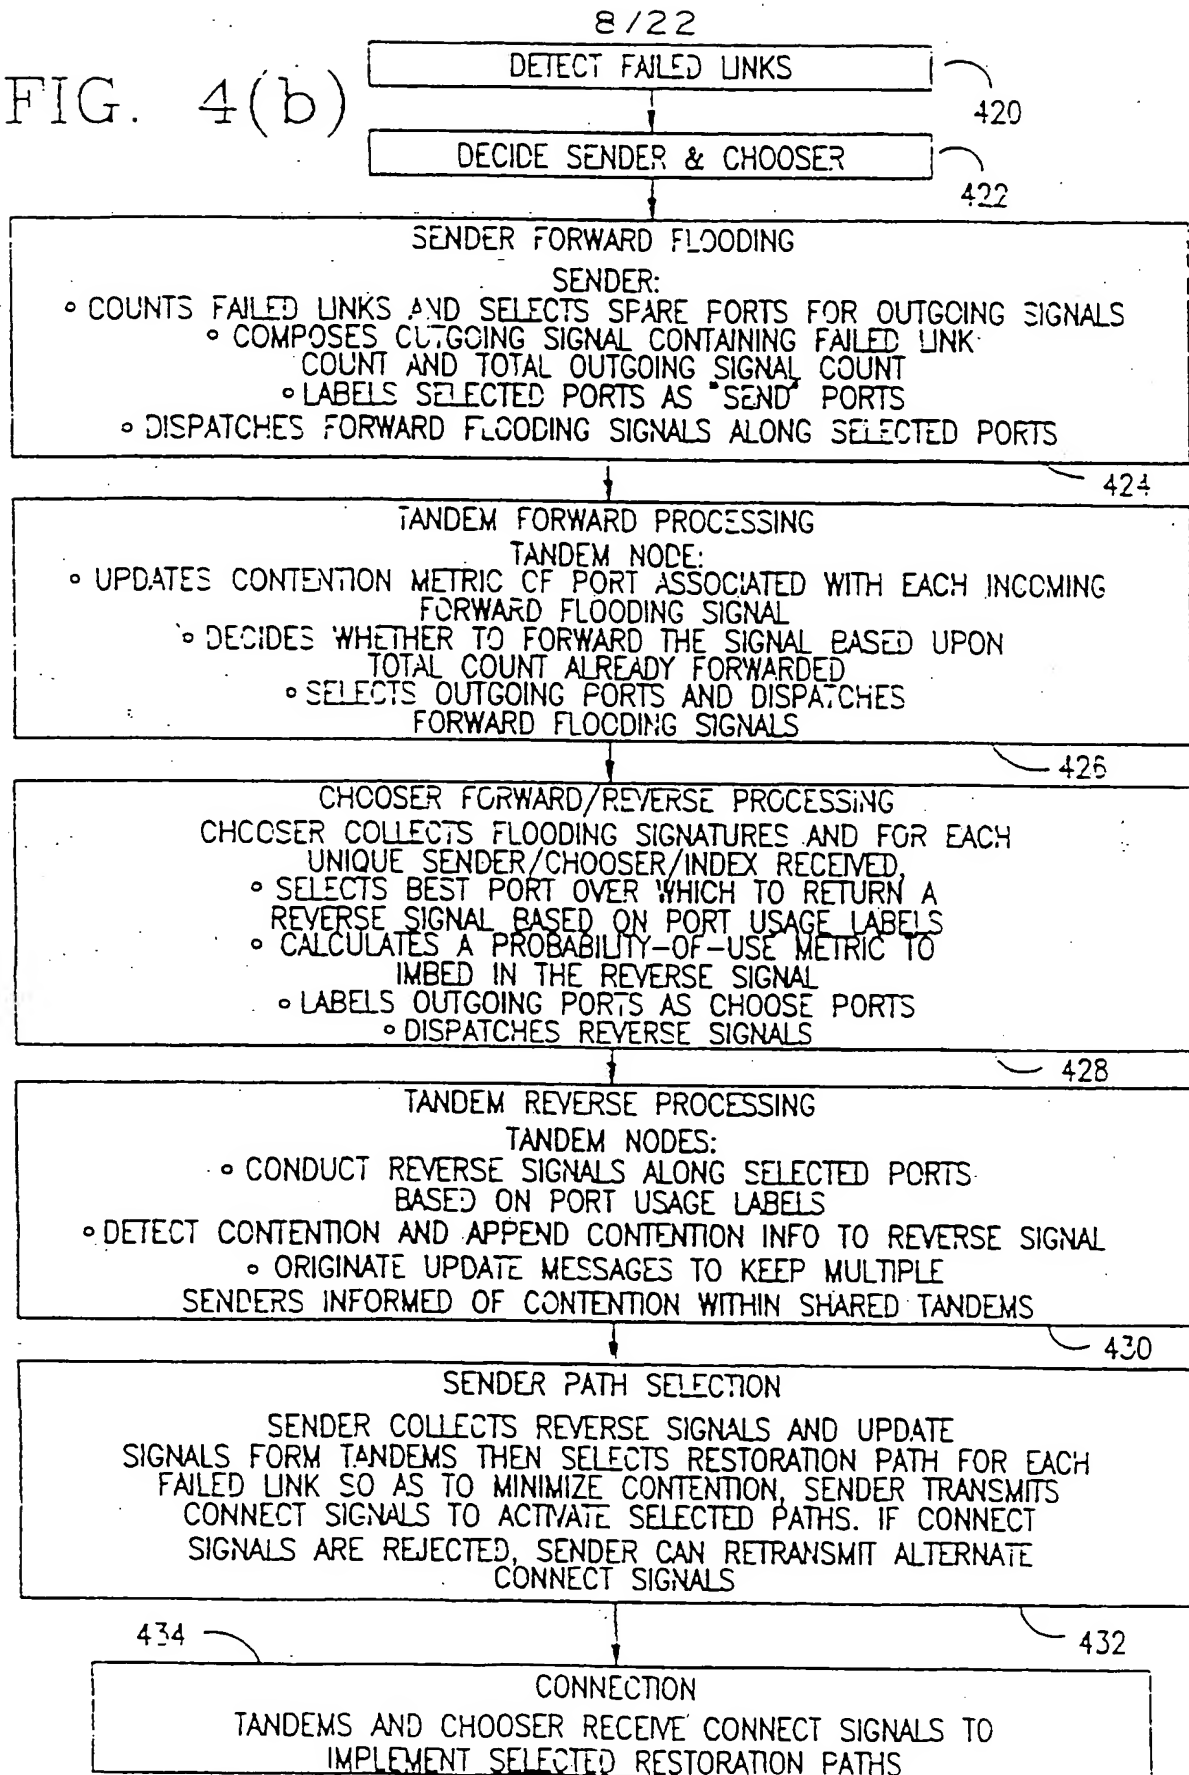 8/22
FIG. 4(b)
DETECT FAILED LINKS
420
DECIDE SENDER & CHOOSER
422
SENDER FORWARD FLOODING
SENDER:
∘ COUNTS FAILED LINKS AND SELECTS SPARE PORTS FOR OUTGOING SIGNALS
∘ COMPOSES OUTGOING SIGNAL CONTAINING FAILED LINK
COUNT AND TOTAL OUTGOING SIGNAL COUNT
∘ LABELS SELECTED PORTS AS "SEND" PORTS
∘ DISPATCHES FORWARD FLOODING SIGNALS ALONG SELECTED PORTS
424
TANDEM FORWARD PROCESSING
TANDEM NODE:
∘ UPDATES CONTENTION METRIC OF PORT ASSOCIATED WITH EACH INCOMING
FORWARD FLOODING SIGNAL
∘ DECIDES WHETHER TO FORWARD THE SIGNAL BASED UPON
TOTAL COUNT ALREADY FORWARDED
∘ SELECTS OUTGOING PORTS AND DISPATCHES
FORWARD FLOODING SIGNALS
426
CHOOSER FORWARD/REVERSE PROCESSING
CHOOSER COLLECTS FLOODING SIGNATURES AND FOR EACH
UNIQUE SENDER/CHOOSER/INDEX RECEIVED,
∘ SELECTS BEST PORT OVER WHICH TO RETURN A
REVERSE SIGNAL BASED ON PORT USAGE LABELS
∘ CALCULATES A PROBABILITY-OF-USE METRIC TO
IMBED IN THE REVERSE SIGNAL
∘ LABELS OUTGOING PORTS AS CHOOSE PORTS
∘ DISPATCHES REVERSE SIGNALS
428
TANDEM REVERSE PROCESSING
TANDEM NODES:
∘ CONDUCT REVERSE SIGNALS ALONG SELECTED PORTS
BASED ON PORT USAGE LABELS
∘ DETECT CONTENTION AND APPEND CONTENTION INFO TO REVERSE SIGNAL
∘ ORIGINATE UPDATE MESSAGES TO KEEP MULTIPLE
SENDERS INFORMED OF CONTENTION WITHIN SHARED TANDEMS
430
SENDER PATH SELECTION
SENDER COLLECTS REVERSE SIGNALS AND UPDATE
SIGNALS FORM TANDEMS THEN SELECTS RESTORATION PATH FOR EACH
FAILED LINK SO AS TO MINIMIZE CONTENTION, SENDER TRANSMITS
CONNECT SIGNALS TO ACTIVATE SELECTED PATHS. IF CONNECT
SIGNALS ARE REJECTED, SENDER CAN RETRANSMIT ALTERNATE
CONNECT SIGNALS
432
434
CONNECTION
TANDEMS AND CHOOSER RECEIVE CONNECT SIGNALS TO
IMPLEMENT SELECTED RESTORATION PATHS